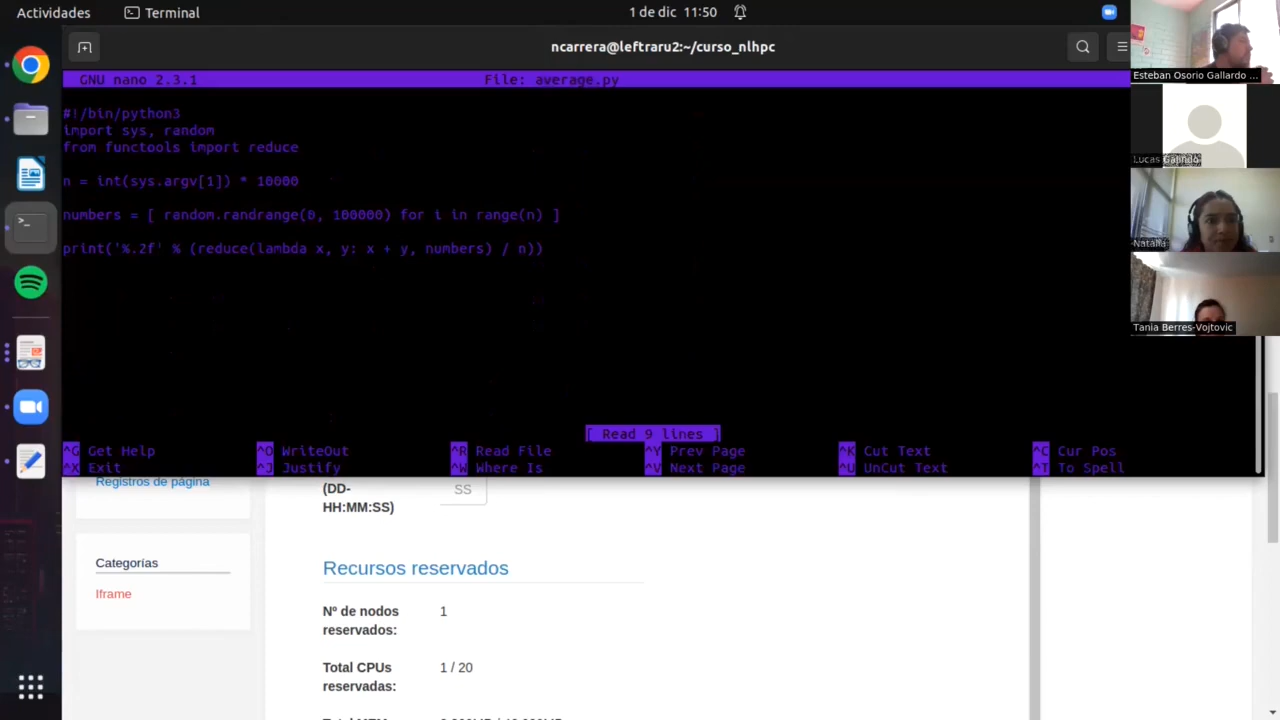 Actividades
Terminal
1 de dic 11:50
ncarrera@leftraru2:~/curso_nlhpc
GNU nano 2.3.1 File: average.py
#!/bin/python3
import sys, random
from functools import reduce
n = int(sys.argv[1]) * 10000
numbers = [ random.randrange(0, 100000) for i in range(n) ]
print('%.2f' % (reduce(lambda x, y: x + y, numbers) / n))
[ Read 9 lines ]
^G Get Help ^O WriteOut ^R Read File ^Y Prev Page ^K Cut Text ^C Cur Pos
^X Exit ^J Justify ^W Where Is ^V Next Page ^U UnCut Text ^T To Spell
Esteban Osorio Gallardo ...
Lucas Galindo
Natalia
Tania Berres-Vojtovic
Registros de página
Categorías
Iframe
(DD-
HH:MM:SS)
SS
Recursos reservados
Nº de nodos
reservados:
1
Total CPUs
reservadas:
1 / 20